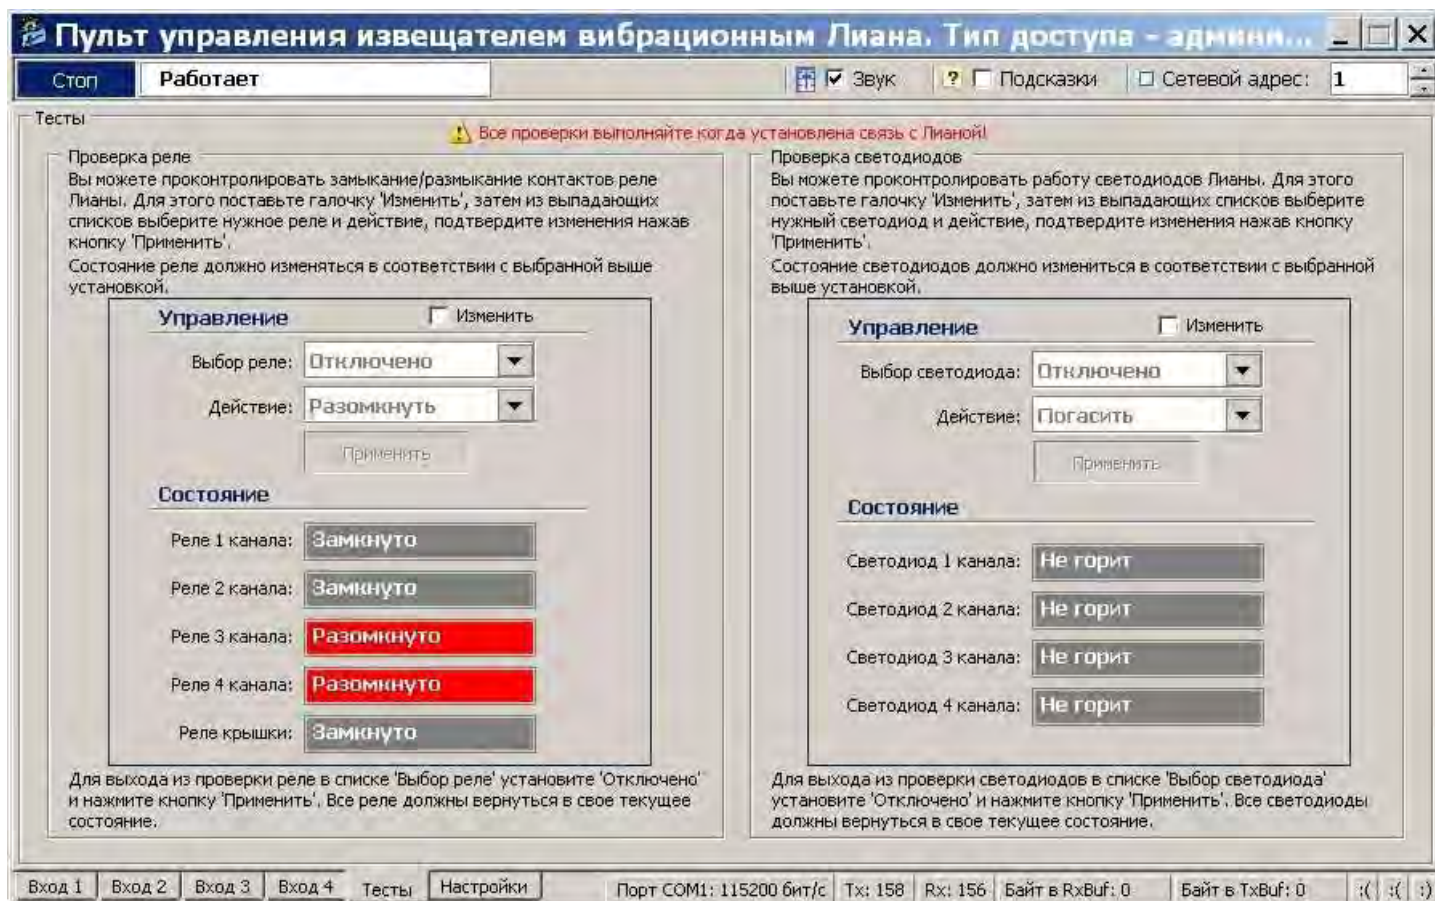 Пульт управления извещателем вибрационным Лиана. Тип доступа - админи...
Стоп Работает Звук Подсказки Сетевой адрес: 1
Тесты
Все проверки выполняйте когда установлена связь с Лианой!
Проверка реле
Вы можете проконтролировать замыкание/размыкание контактов реле
Лианы. Для этого поставьте галочку 'Изменить', затем из выпадающих
списков выберите нужное реле и действие, подтвердите изменения нажав
кнопку 'Применить'.
Состояние реле должно изменяться в соответствии с выбранной выше
установкой.
Управление Изменить
Выбор реле: Отключено
Действие: Разомкнуть
Применить
Состояние
Реле 1 канала: Замкнуто
Реле 2 канала: Замкнуто
Реле 3 канала: Разомкнуто
Реле 4 канала: Разомкнуто
Реле крышки: Замкнуто
Для выхода из проверки реле в списке 'Выбор реле' установите 'Отключено'
и нажмите кнопку 'Применить'. Все реле должны вернуться в свое текущее
состояние.
Проверка светодиодов
Вы можете проконтролировать работу светодиодов Лианы. Для этого
поставьте галочку 'Изменить', затем из выпадающих списков выберите
нужный светодиод и действие, подтвердите изменения нажав кнопку
'Применить'.
Состояние светодиодов должно измениться в соответствии с выбранной
выше установкой.
Управление Изменить
Выбор светодиода: Отключено
Действие: Погасить
Применить
Состояние
Светодиод 1 канала: Не горит
Светодиод 2 канала: Не горит
Светодиод 3 канала: Не горит
Светодиод 4 канала: Не горит
Для выхода из проверки светодиодов в списке 'Выбор светодиода'
установите 'Отключено' и нажмите кнопку 'Применить'. Все светодиоды
должны вернуться в свое текущее состояние.
Вход 1 Вход 2 Вход 3 Вход 4 Тесты Настройки Порт COM1: 115200 бит/с Tx: 158 Rx: 156 Байт в RxBuf: 0 Байт в TxBuf: 0 :( :( :)